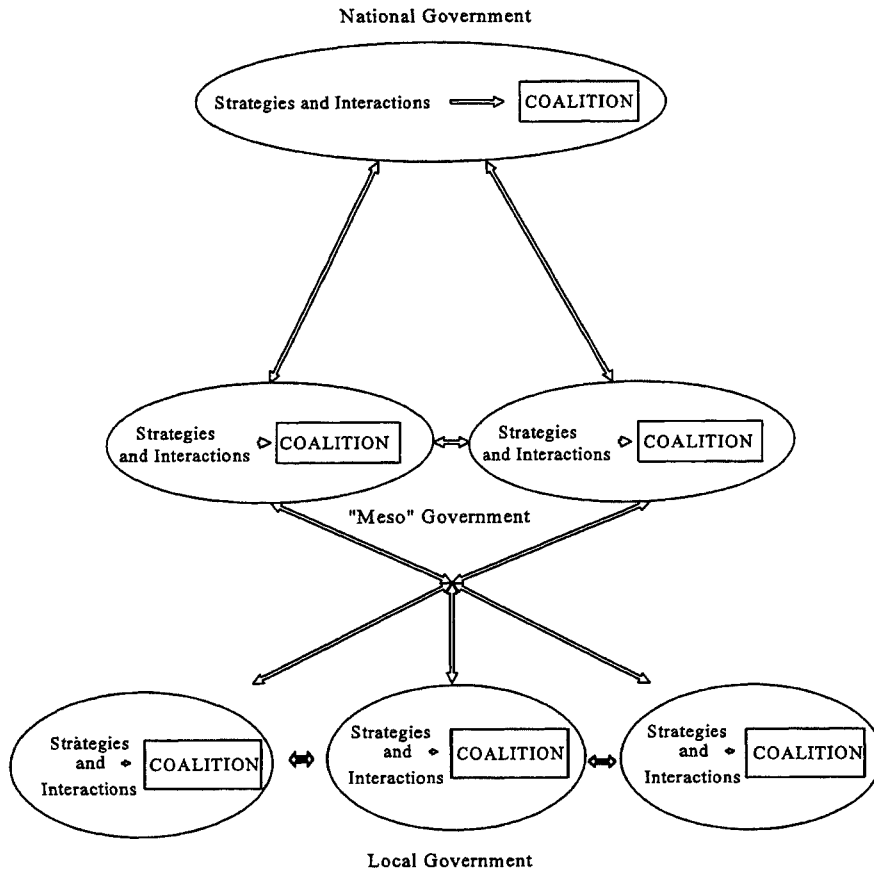 National Government
Strategies and Interactions
COALITION
Strategies
and Interactions
COALITION
Strategies
and Interactions
COALITION
"Meso" Government
Strategies
and
Interactions
COALITION
Strategies
and
Interactions
COALITION
Strategies
and
Interactions
COALITION
Local Government